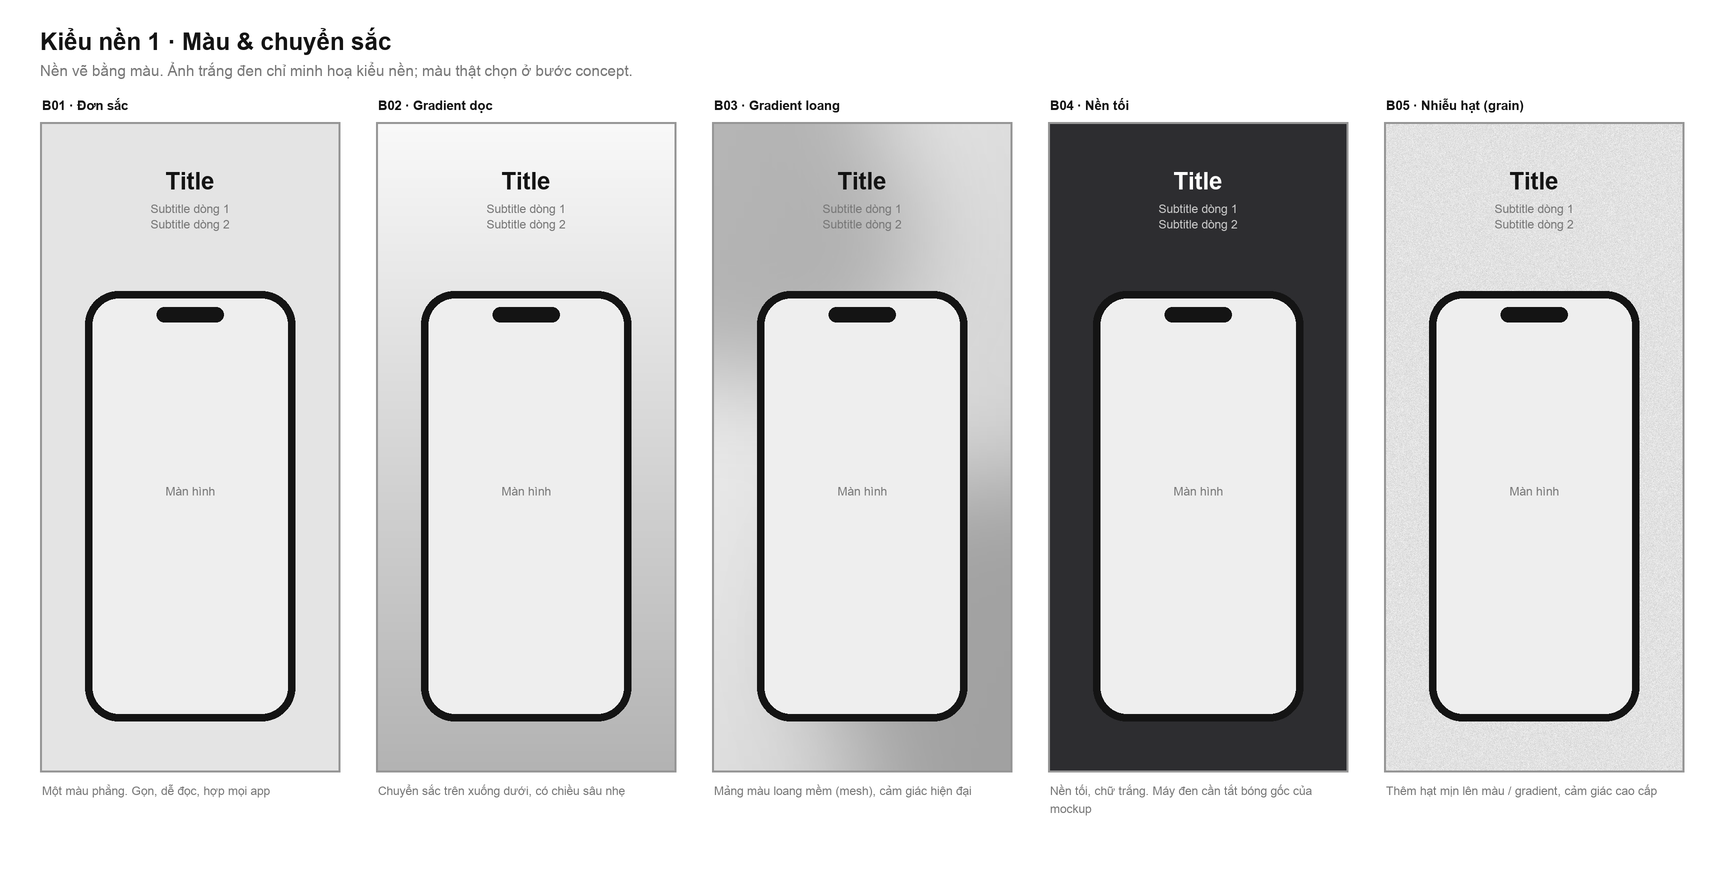 Kiểu nền 1 · Màu & chuyển sắc
Nền vẽ bằng màu. Ảnh trắng đen chỉ minh hoạ kiểu nền; màu thật chọn ở bước concept.
B01 · Đơn sắc
Title
Subtitle dòng 1
Subtitle dòng 2
Màn hình
Một màu phẳng. Gọn, dễ đọc, hợp mọi app
B02 · Gradient dọc
Title
Subtitle dòng 1
Subtitle dòng 2
Màn hình
Chuyển sắc trên xuống dưới, có chiều sâu nhẹ
B03 · Gradient loang
Title
Subtitle dòng 1
Subtitle dòng 2
Màn hình
Mảng màu loang mềm (mesh), cảm giác hiện đại
B04 · Nền tối
Title
Subtitle dòng 1
Subtitle dòng 2
Màn hình
Nền tối, chữ trắng. Máy đen cần tắt bóng gốc của
mockup
B05 · Nhiễu hạt (grain)
Title
Subtitle dòng 1
Subtitle dòng 2
Màn hình
Thêm hạt mịn lên màu / gradient, cảm giác cao cấp